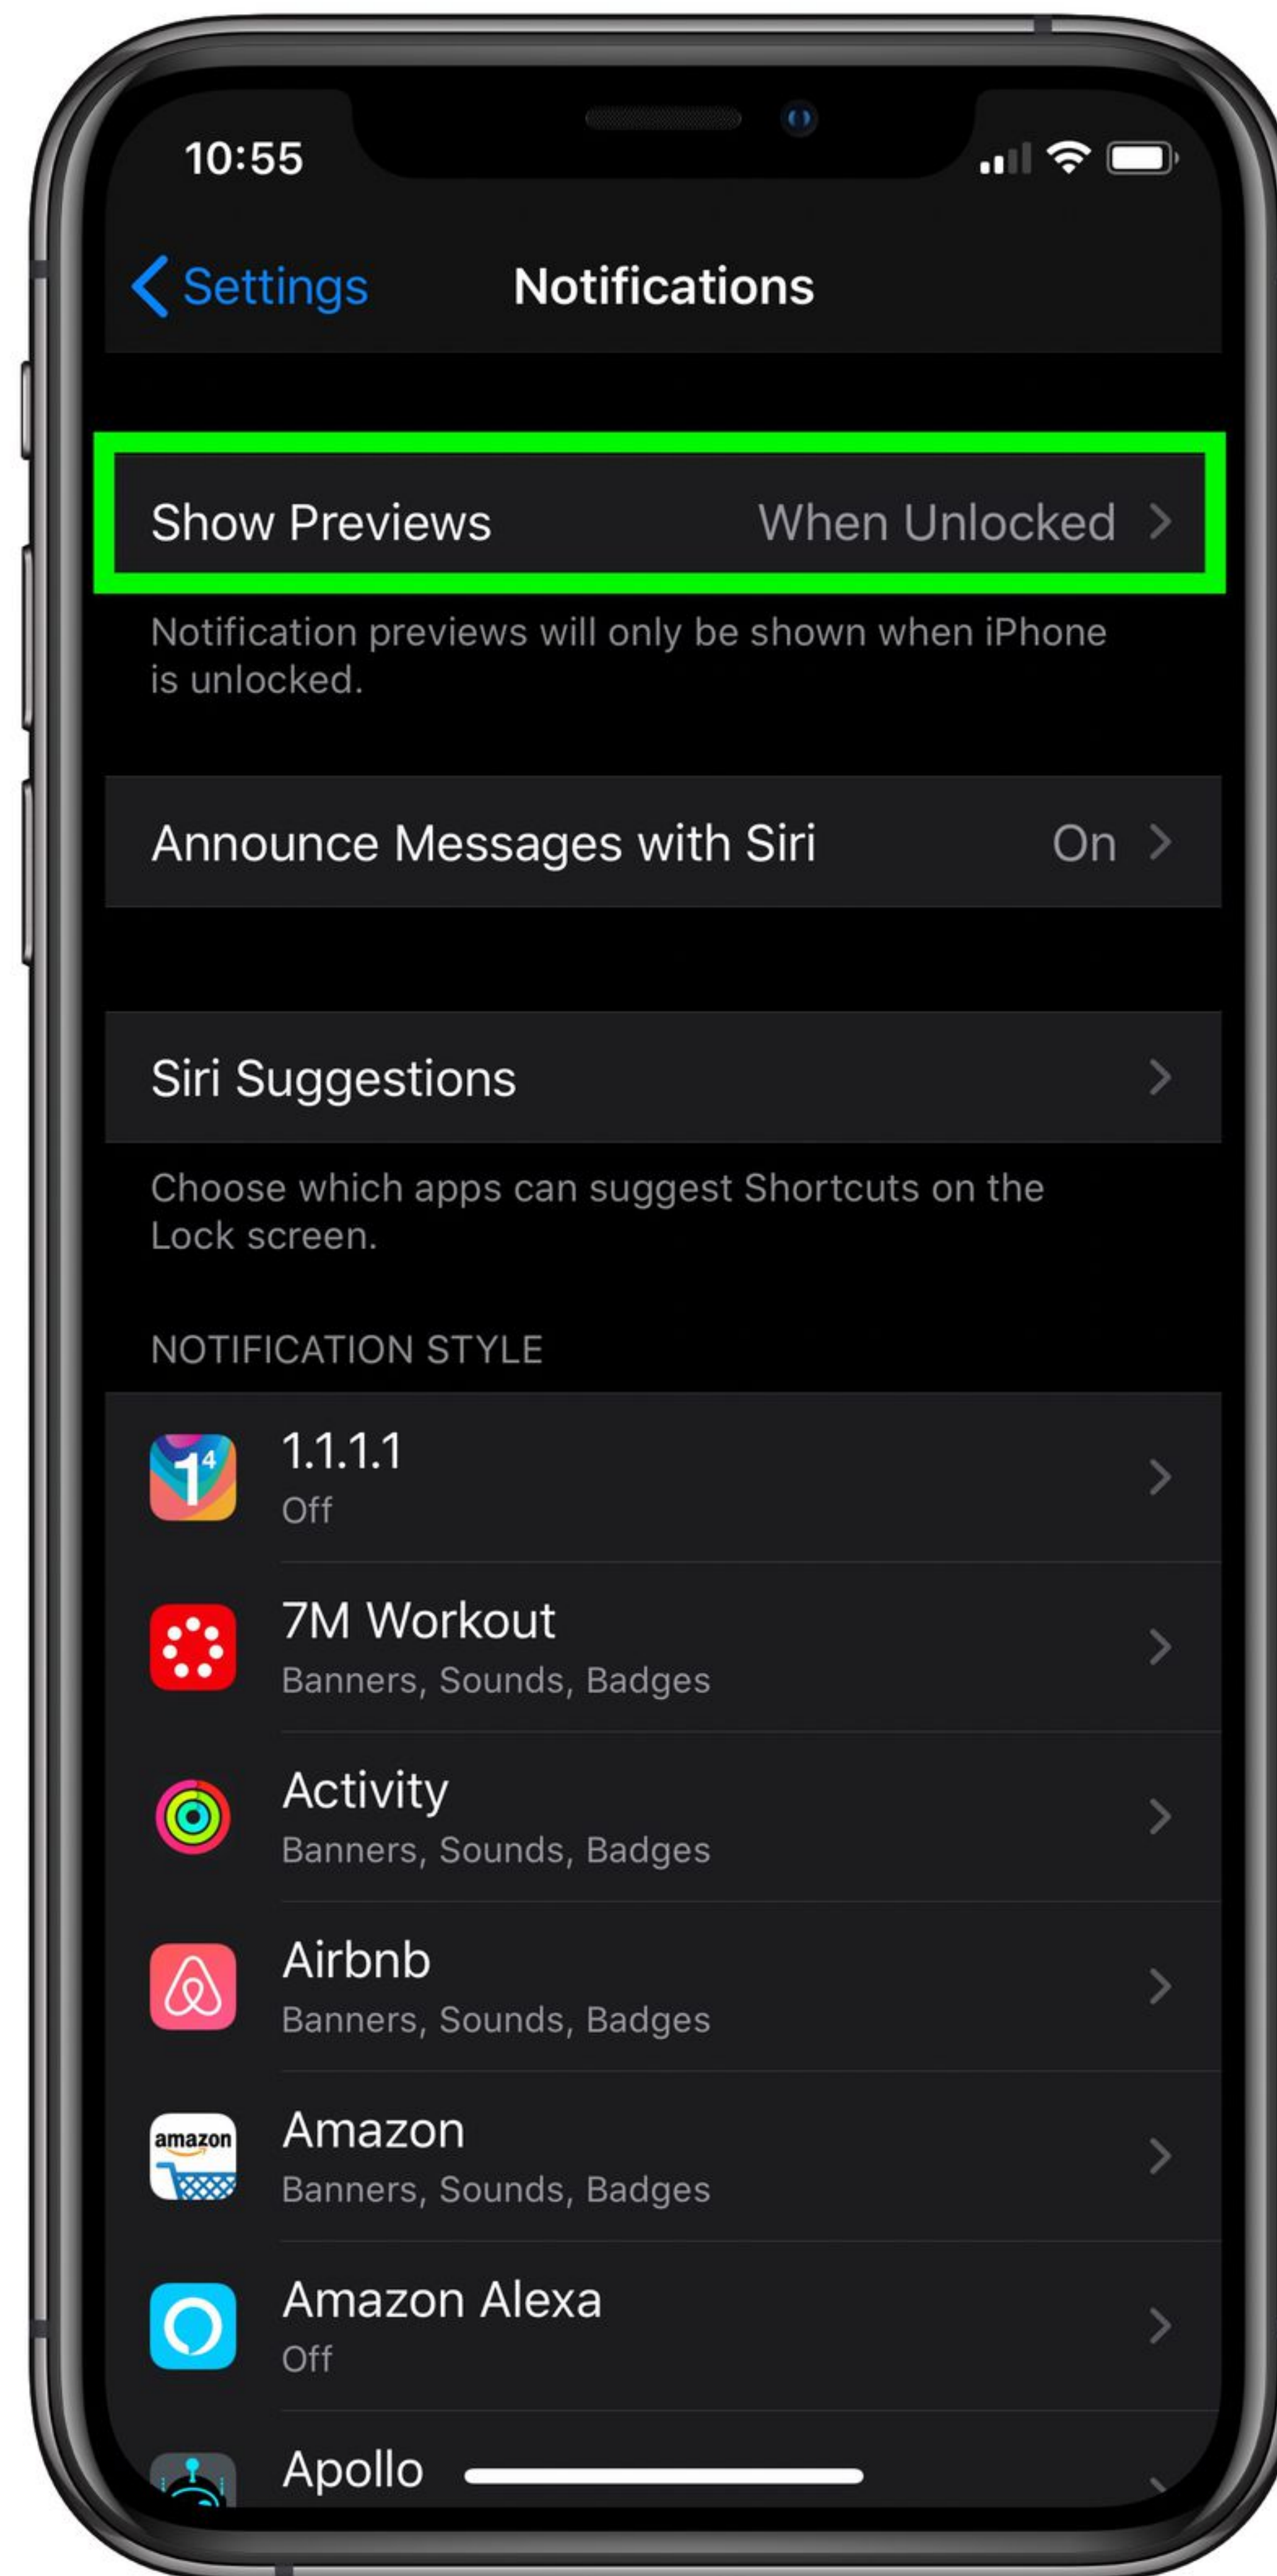 10:55
Settings Notifications
Show Previews When Unlocked
Notification previews will only be shown when iPhone
is unlocked.
Announce Messages with Siri On
Siri Suggestions
Choose which apps can suggest Shortcuts on the
Lock screen.
NOTIFICATION STYLE
1⁴
1.1.1.1
Off
7M Workout
Banners, Sounds, Badges
Activity
Banners, Sounds, Badges
Airbnb
Banners, Sounds, Badges
amazon
Amazon
Banners, Sounds, Badges
Amazon Alexa
Off
Apollo